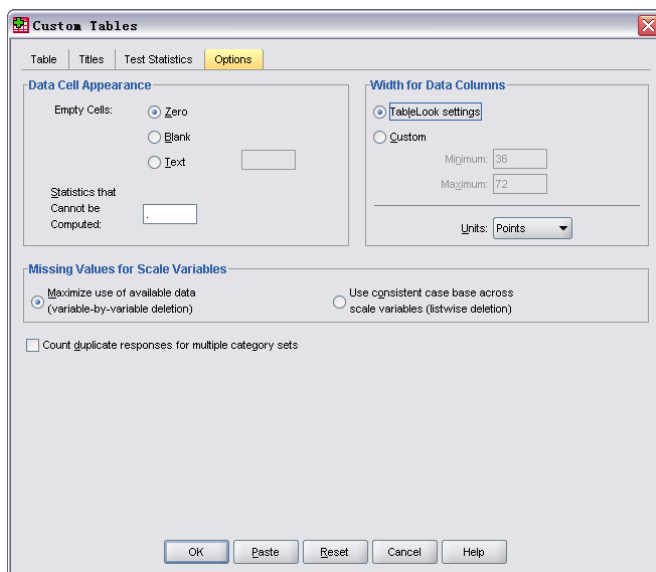 Custom Tables
Table Titles Test Statistics Options
Data Cell Appearance
Empty Cells:
Zero
Blank
Text
Statistics that
Cannot be
Computed:
.
Width for Data Columns
TableLook settings
Custom
Minimum: 36
Maximum: 72
Units: Points
Missing Values for Scale Variables
Maximize use of available data
(variable-by-variable deletion)
Use consistent case base across
scale variables (listwise deletion)
Count duplicate responses for multiple category sets
OK Paste Reset Cancel Help